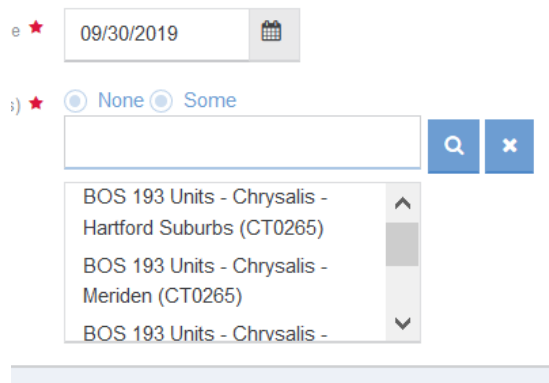 e ★ 09/30/2019
s) ★ None Some
BOS 193 Units - Chrysalis -
Hartford Suburbs (CT0265)
BOS 193 Units - Chrysalis -
Meriden (CT0265)
BOS 193 Units - Chrysalis -